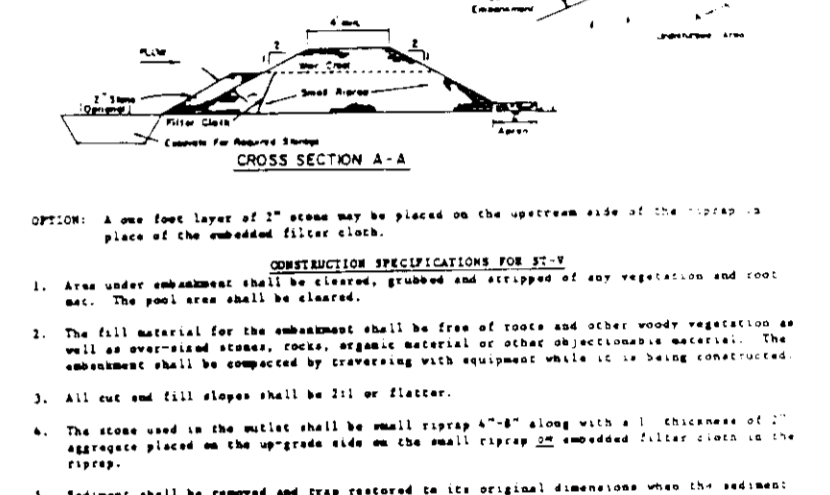 Embankment
Undisturbed Area
4' min.
FLOW
2
2
1
1
Weir Crest
2" Stone
(Optional)
Small Riprap
Filter Cloth
Apron
Excavate For Required Storage
CROSS SECTION A-A
OPTION: A one foot layer of 2" stone may be placed on the upstream side of the riprap in
place of the embedded filter cloth.
CONSTRUCTION SPECIFICATIONS FOR ST-V
1. Area under embankment shall be cleared, grubbed and stripped of any vegetation and root
mat. The pool area shall be cleared.
2. The fill material for the embankment shall be free of roots and other woody vegetation as
well as over-sized stones, rocks, organic material or other objectionable material. The
embankment shall be compacted by traversing with equipment while it is being constructed.
3. All cut and fill slopes shall be 2:1 or flatter.
4. The stone used in the outlet shall be small riprap 4"-8" along with a 1 thickness of 2"
aggregate placed on the up-grade side on the small riprap or embedded filter cloth in the
riprap.
5. Sediment shall be removed and trap restored to its original dimensions when the sediment